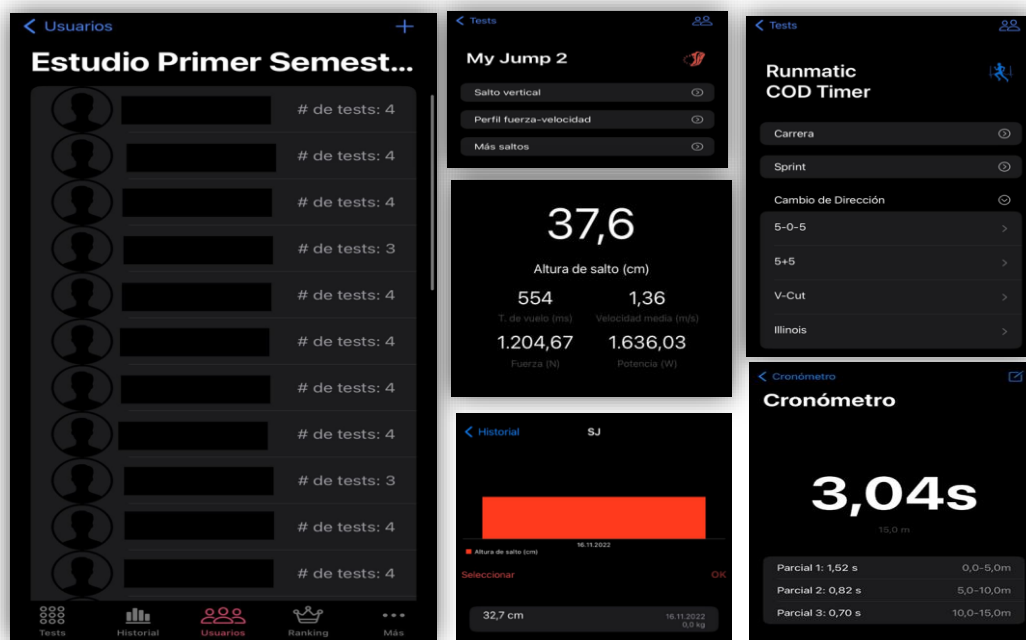 Usuarios
+
Estudio Primer Semest...
# de tests: 4
# de tests: 4
# de tests: 4
# de tests: 3
# de tests: 4
# de tests: 4
# de tests: 4
# de tests: 4
# de tests: 3
# de tests: 4
# de tests: 4
Tests Historial Usuarios Ranking Más
Tests
My Jump 2
Salto vertical
Perfil fuerza-velocidad
Más saltos
37,6
Altura de salto (cm)
554 1,36
T. de vuelo (ms) Velocidad media (m/s)
1.204,67 1.636,03
Fuerza (N) Potencia (W)
Historial SJ
16.11.2022
Altura de salto (cm)
Seleccionar OK
32,7 cm 16.11.2022
0,0 kg
Tests
Runmatic
COD Timer
Carrera
Sprint
Cambio de Dirección
5-0-5
5+5
V-Cut
Illinois
Cronómetro
Cronómetro
3,04s
15,0 m
Parcial 1: 1,52 s 0,0-5,0m
Parcial 2: 0,82 s 5,0-10,0m
Parcial 3: 0,70 s 10,0-15,0m